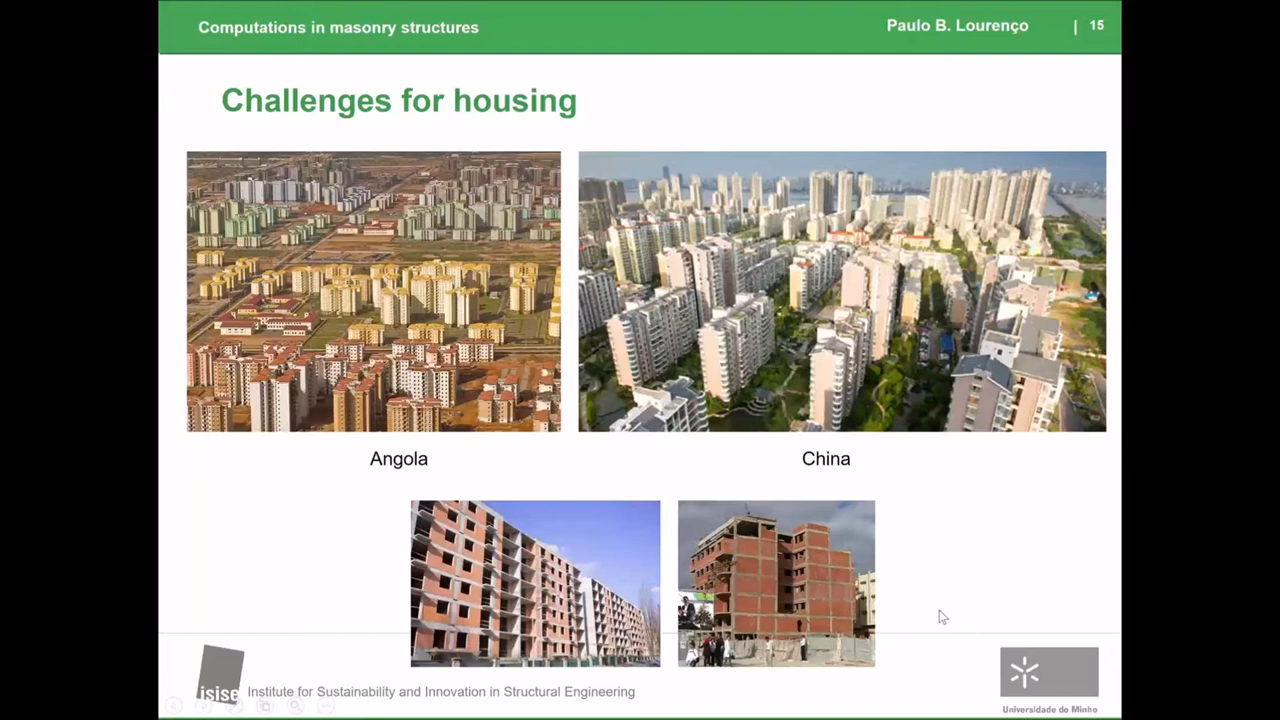 Computations in masonry structures
Paulo B. Lourenço
| 15
Challenges for housing
Angola
China
isise
Institute for Sustainability and Innovation in Structural Engineering
Universidade do Minho